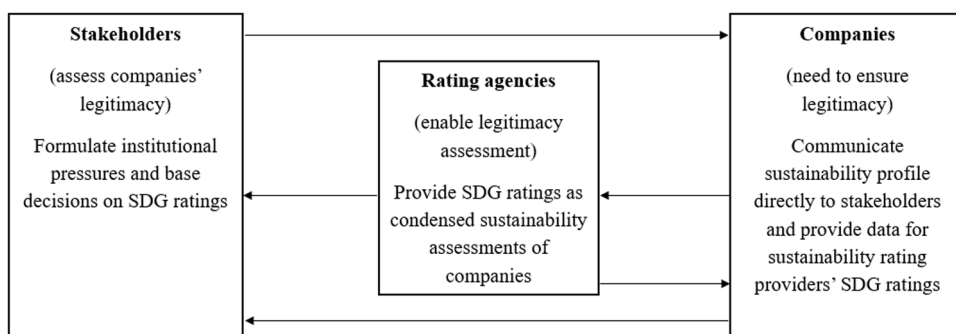 Stakeholders
(assess companies'
legitimacy)
Formulate institutional
pressures and base
decisions on SDG ratings
Rating agencies
(enable legitimacy
assessment)
Provide SDG ratings as
condensed sustainability
assessments of
companies
Companies
(need to ensure
legitimacy)
Communicate
sustainability profile
directly to stakeholders
and provide data for
sustainability rating
providers' SDG ratings